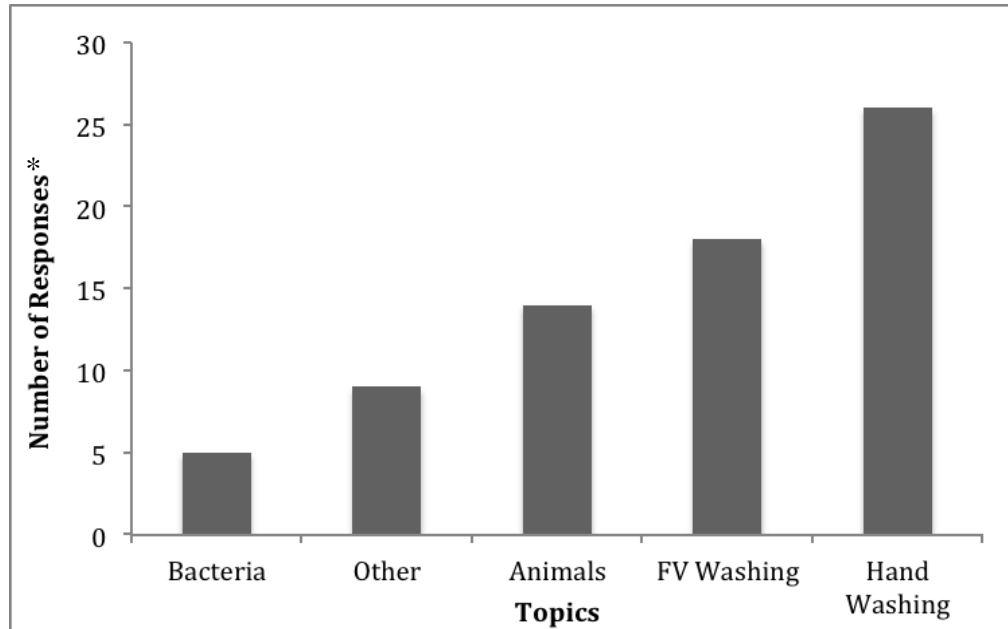 30
25
20
15
10
5
0
Number of Responses*
Bacteria
Other
Animals
FV Washing
Hand
Washing
Topics